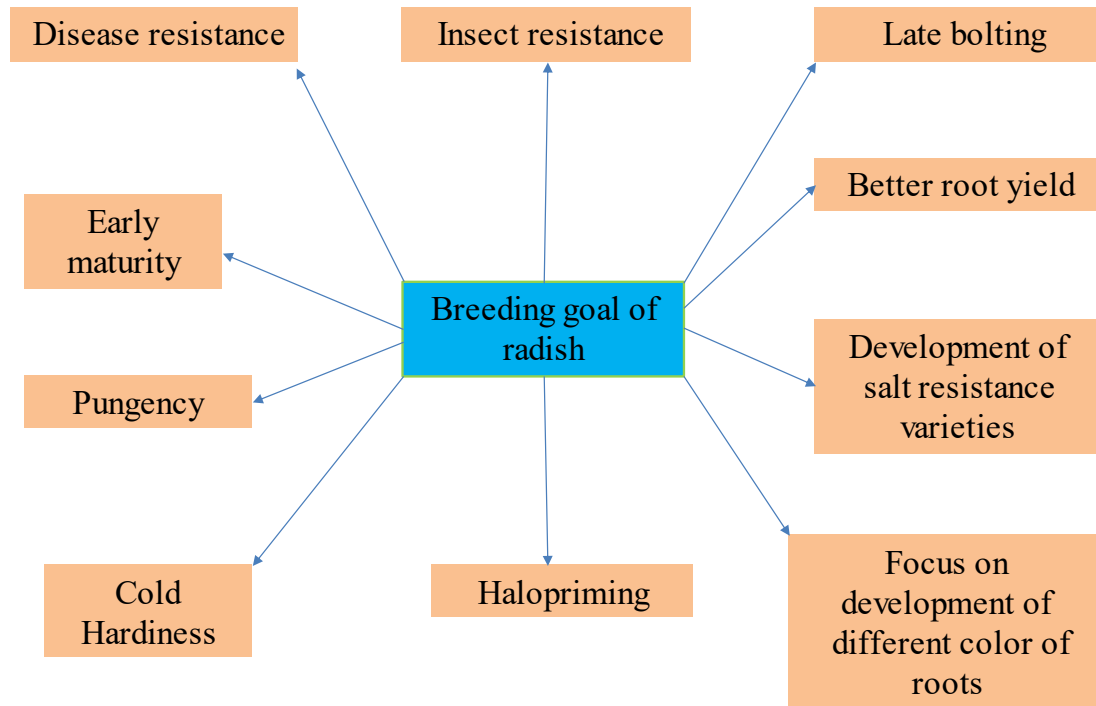 Disease resistance
Insect resistance
Late bolting
Better root yield
Early
maturity
Breeding goal of
radish
Development of
salt resistance
varieties
Pungency
Cold
Hardiness
Halopriming
Focus on
development of
different color of
roots